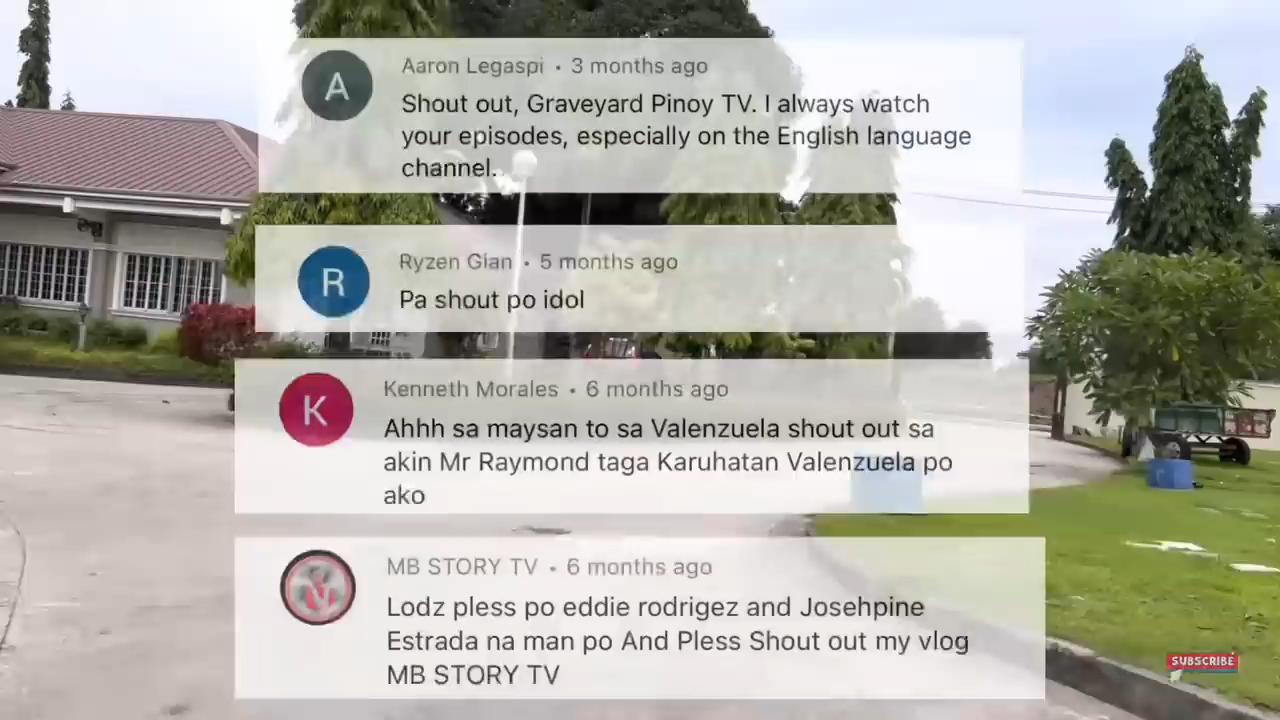 Aaron Legaspi • 3 months ago
A
Shout out, Graveyard Pinoy TV. I always watch
your episodes, especially on the English language
channel.
Ryzen Gian • 5 months ago
R
Pa shout po idol
Kenneth Morales • 6 months ago
K
Ahhh sa maysan to sa Valenzuela shout out sa
akin Mr Raymond taga Karuhatan Valenzuela po
ako
MB STORY TV • 6 months ago
Lodz pless po eddie rodrigez and Josehpine
Estrada na man po And Pless Shout out my vlog
MB STORY TV
SUBSCRIBE